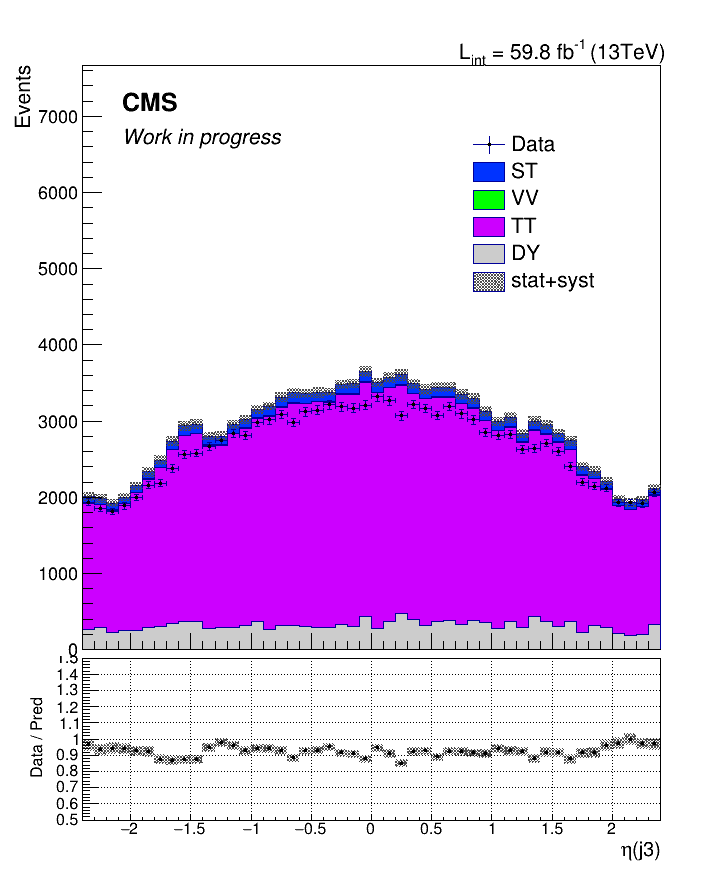 L_int = 59.8 fb^-1 (13TeV)
Events
CMS
Work in progress
Data
ST
VV
TT
DY
stat+syst
7000
6000
5000
4000
3000
2000
1000
0
Data / Pred
1.5
1.4
1.3
1.2
1.1
1
0.9
0.8
0.7
0.6
0.5
−2 −1.5 −1 −0.5 0 0.5 1 1.5 2
η(j3)